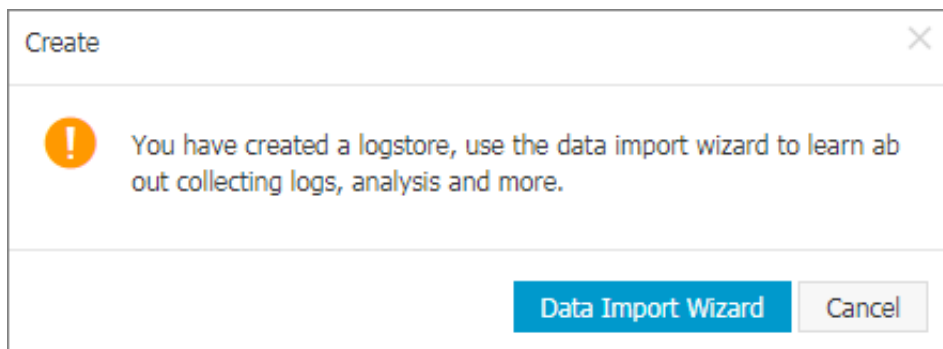 Create
You have created a logstore, use the data import wizard to learn ab
out collecting logs, analysis and more.
Data Import Wizard Cancel